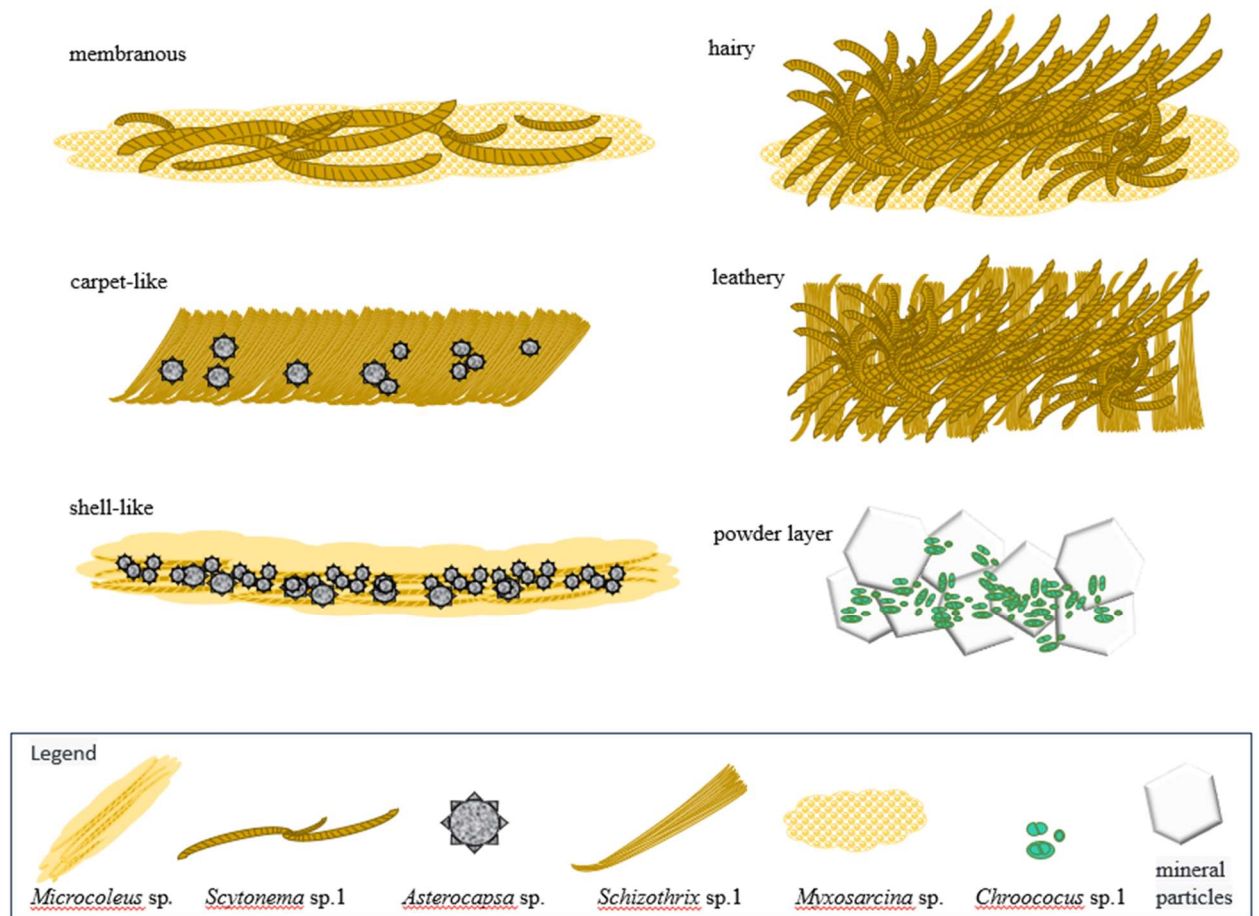 membranous
hairy
carpet-like
leathery
shell-like
powder layer
Legend
Microcoleus sp.
Scytonema sp.1
Asterocapsa sp.
Schizothrix sp.1
Myxosarcina sp.
Chroococus sp.1
mineral
particles